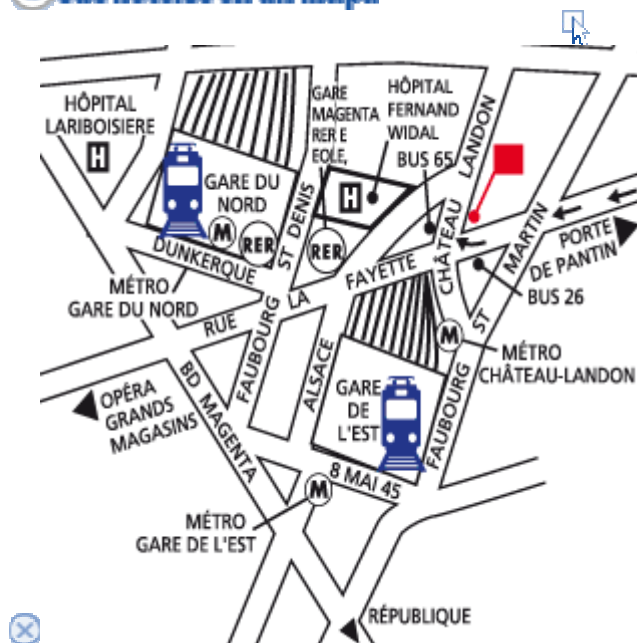 HÔPITAL
LARIBOISIERE
H
GARE
MAGENTA
RER E
EOLE,
HÔPITAL
FERNAND
WIDAL
BUS 65
H
GARE DU
NORD
M
RER
RER
DUNKERQUE
ST DENIS
FAUBOURG
CHÂTEAU LANDON
ST MARTIN
PORTE
DE PANTIN
BUS 26
MÉTRO
GARE DU NORD
RUE LA FAYETTE
M
MÉTRO
CHÂTEAU-LANDON
OPÉRA
GRANDS
MAGASINS
BD MAGENTA
ALSACE
GARE
DE
L'EST
FAUBOURG
8 MAI 45
M
MÉTRO
GARE DE L'EST
RÉPUBLIQUE